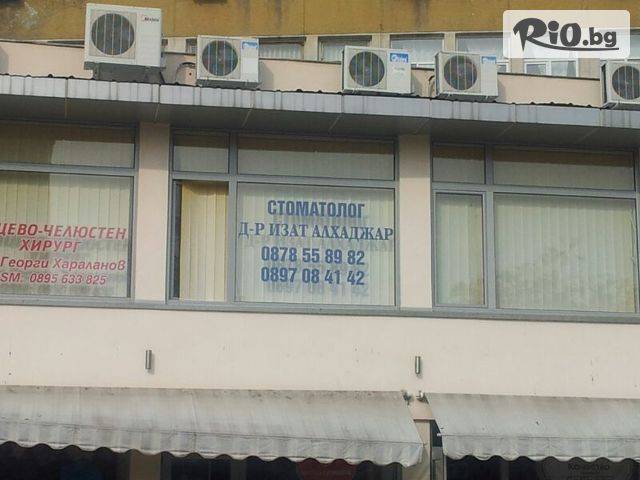 RiO.bg
ЦЕВО-ЧЕЛЮСТЕН
ХИРУРГ
Георги Хараланов
SM. 0895 633 825
СТОМАТОЛОГ
Д-Р ИЗАТ АЛХАДЖАР
0878 55 89 82
0897 08 41 42